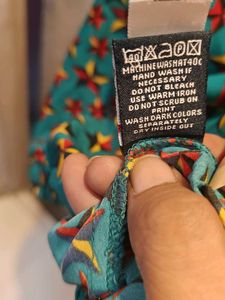 MACHINEWASHAT40C
HAND WASH IF
NECESSARY
DO NOT BLEACH
USE WARM IRON
DO NOT SCRUB ON
PRINT
WASH DARK COLORS
SEPARATELY
DRY INSIDE OUT